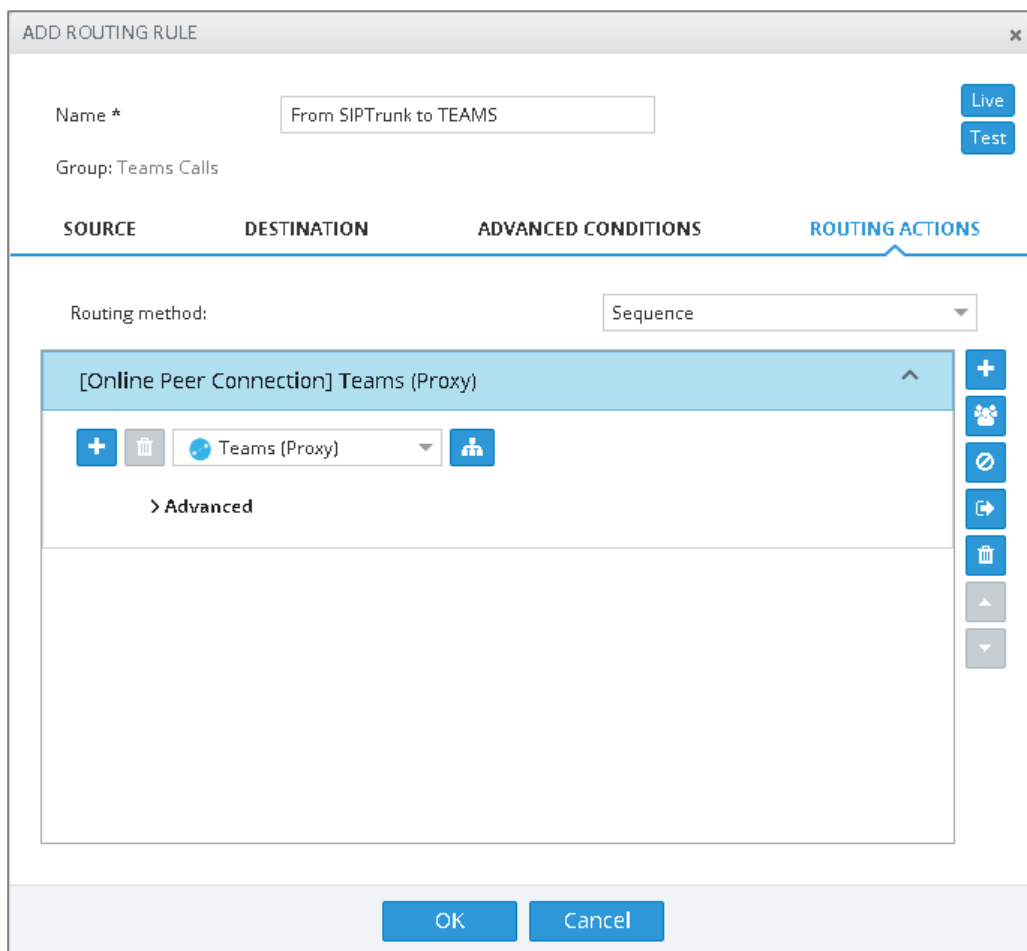 ADD ROUTING RULE
Name *
From SIPTrunk to TEAMS
Live
Test
Group: Teams Calls
SOURCE DESTINATION ADVANCED CONDITIONS ROUTING ACTIONS
Routing method:
Sequence
[Online Peer Connection] Teams (Proxy)
Teams (Proxy)
Advanced
OK Cancel